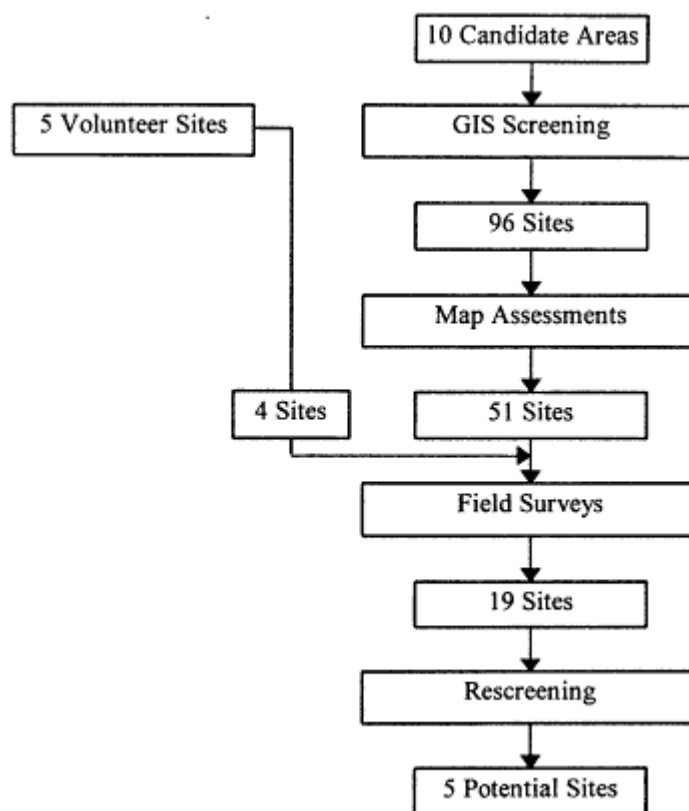 10 Candidate Areas
5 Volunteer Sites
GIS Screening
96 Sites
Map Assessments
4 Sites
51 Sites
Field Surveys
19 Sites
Rescreening
5 Potential Sites